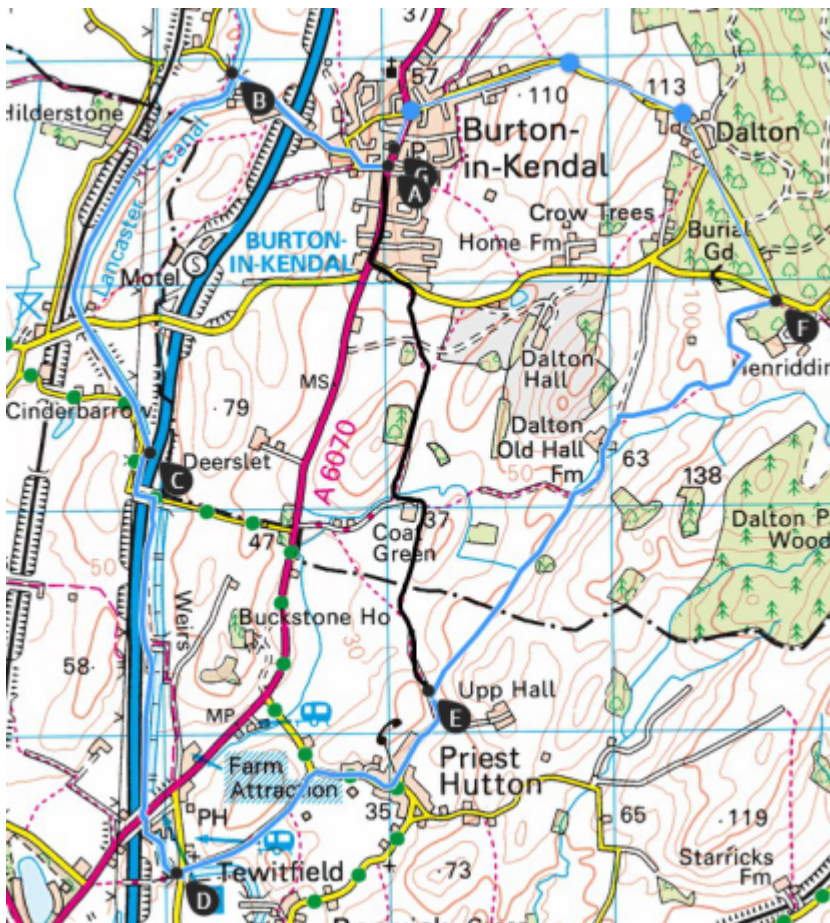 37
57
B
113
110
Hilderstone
Dalton
Burton-
in-Kendal
P
G
A
Lancaster Canal
Crow Trees
Burial
Gd
BURTON-
IN-KENDAL
Home Fm
Motel
S
100
F
Dalton
Hall
MS
Cinderbarrow
79
Dalton
Old Hall
Fm
A 6070
63
Deerslet
50
138
C
37
Coat
Green
Dalton P
Wood
47
50
Weirs
Buckstone Ho
30
58
Upp Hall
MP
E
Priest
Hutton
Farm
Attraction
35
PH
65
119
Tewitfield
73
Starricks
Fm
D